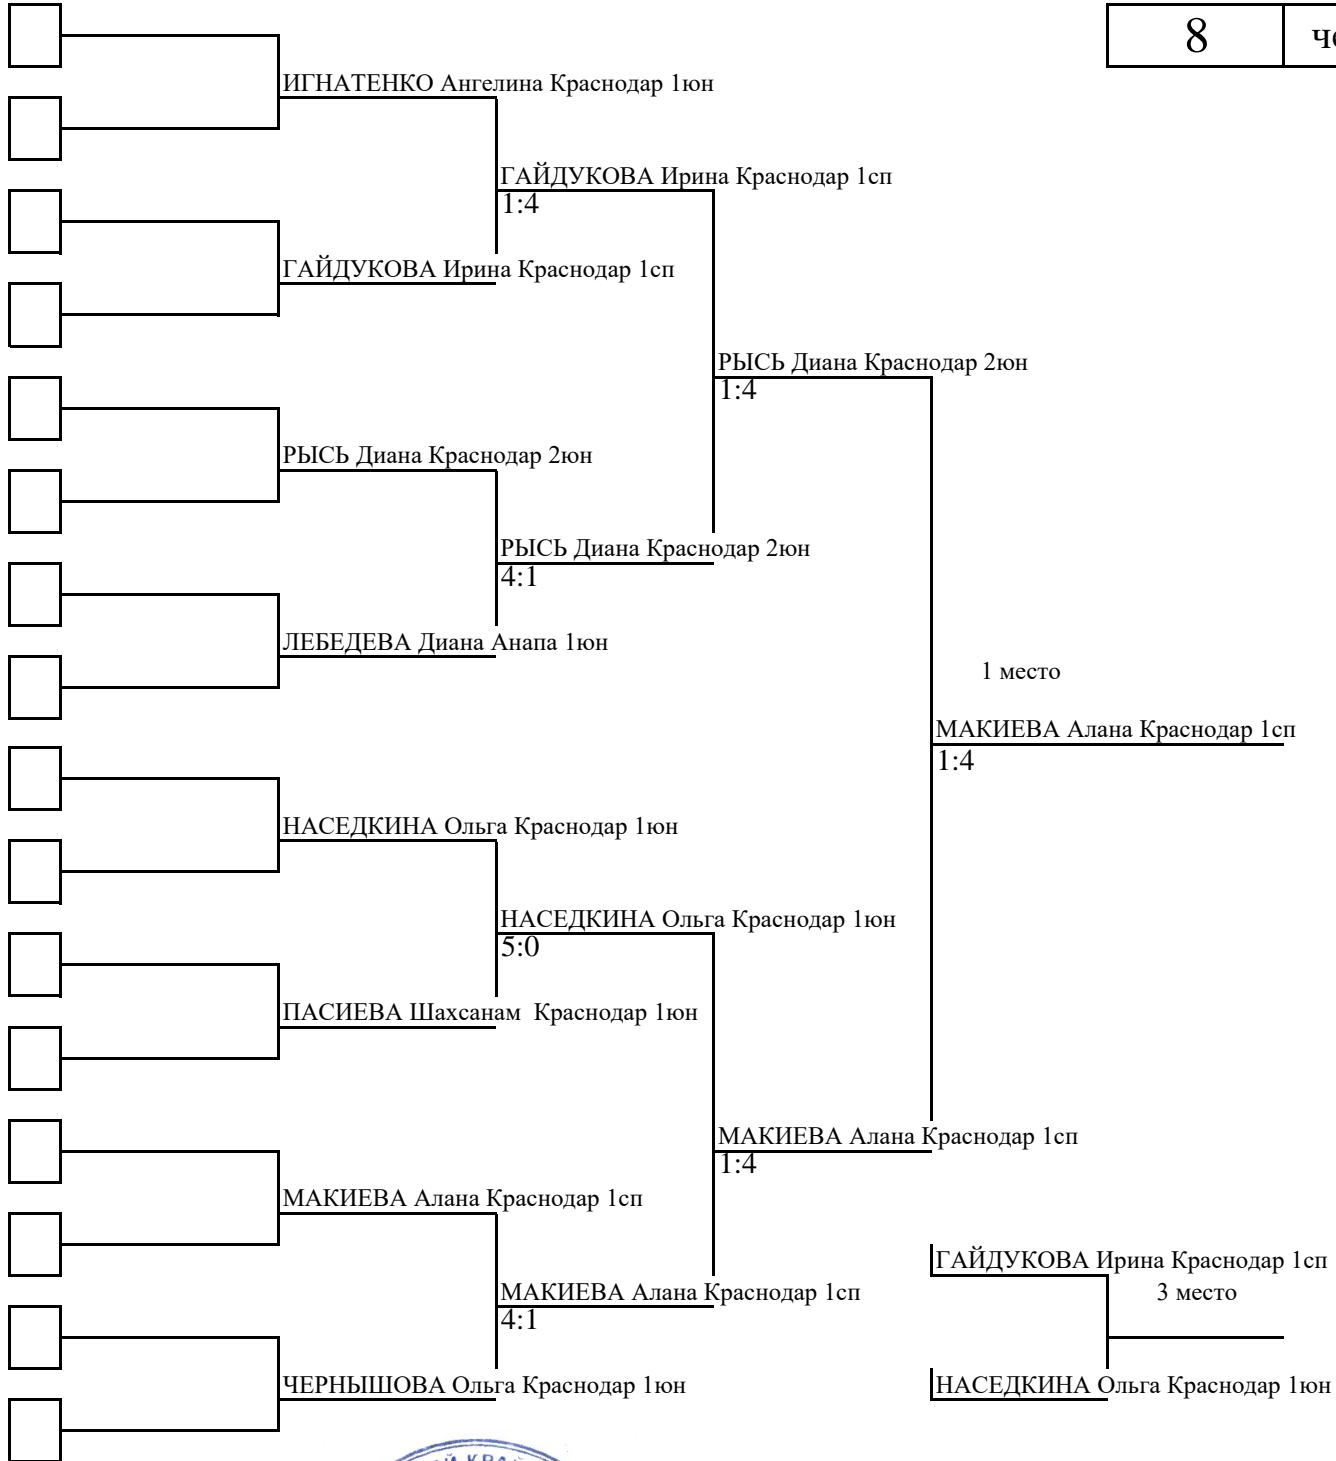 8
ИГНАТЕНКО Ангелина Краснодар 1юн
ГАЙДУКОВА Ирина Краснодар 1сп
1:4
ГАЙДУКОВА Ирина Краснодар 1сп
РЫСЬ Диана Краснодар 2юн
1:4
РЫСЬ Диана Краснодар 2юн
РЫСЬ Диана Краснодар 2юн
4:1
ЛЕБЕДЕВА Диана Анапа 1юн
1 место
МАКИЕВА Алана Краснодар 1сп
1:4
НАСЕДКИНА Ольга Краснодар 1юн
НАСЕДКИНА Ольга Краснодар 1юн
5:0
ПАСИЕВА Шахсанам Краснодар 1юн
МАКИЕВА Алана Краснодар 1сп
1:4
МАКИЕВА Алана Краснодар 1сп
ГАЙДУКОВА Ирина Краснодар 1сп
3 место
МАКИЕВА Алана Краснодар 1сп
4:1
ЧЕРНЫШОВА Ольга Краснодар 1юн
НАСЕДКИНА Ольга Краснодар 1юн